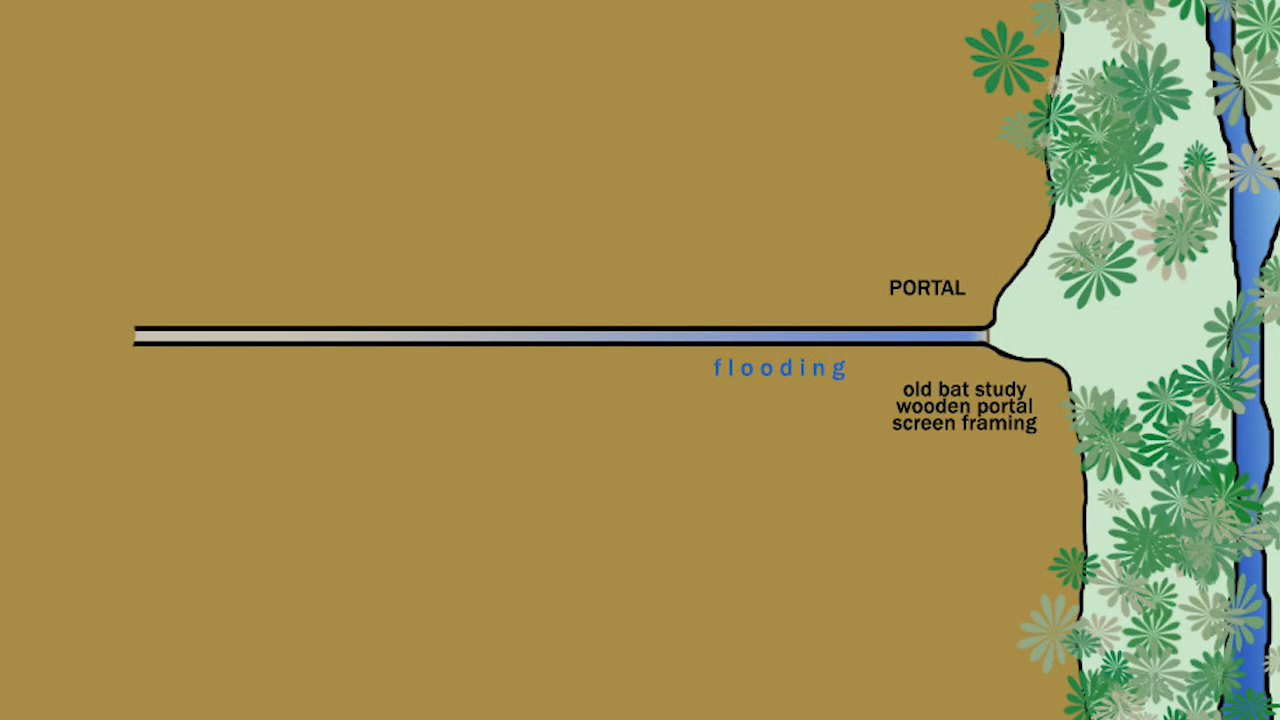 PORTAL
flooding
old bat study
wooden portal
screen framing